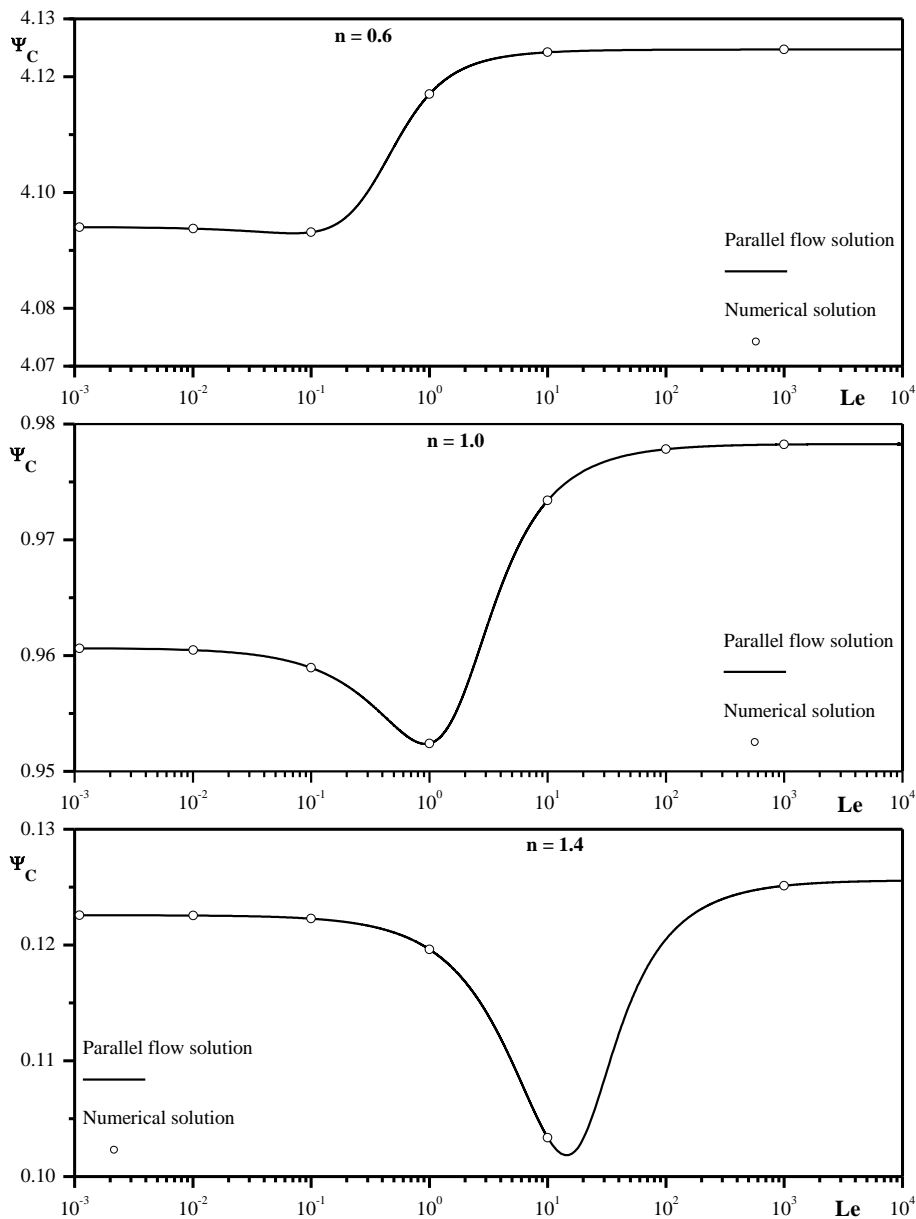 4.13
Ψ_C
n = 0.6
4.12
4.10
Parallel flow solution
Numerical solution
4.08
4.07
10^-3 10^-2 10^-1 10^0 10^1 10^2 10^3 10^4
Le
0.98
Ψ_C
n = 1.0
0.97
0.96
Parallel flow solution
Numerical solution
0.95
10^-3 10^-2 10^-1 10^0 10^1 10^2 10^3 10^4
Le
0.13
Ψ_C
n = 1.4
0.12
0.11
Parallel flow solution
Numerical solution
0.10
10^-3 10^-2 10^-1 10^0 10^1 10^2 10^3 10^4
Le